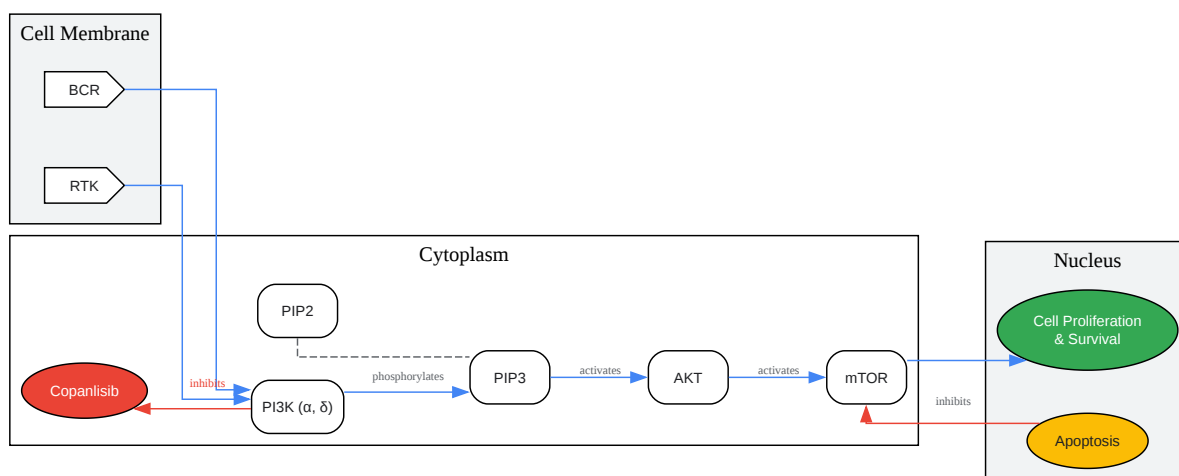 Cell Membrane
BCR
RTK
Cytoplasm
Nucleus
PIP2
Cell Proliferation
& Survival
Copanlisib
inhibits
PI3K (α, δ)
phosphorylates
PIP3
activates
AKT
activates
mTOR
inhibits
Apoptosis